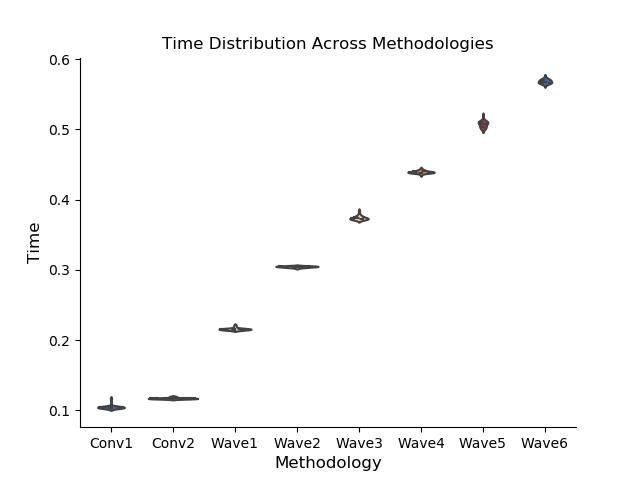 Time Distribution Across Methodologies
Time
0.6
0.5
0.4
0.3
0.2
0.1
Conv1 Conv2 Wave1 Wave2 Wave3 Wave4 Wave5 Wave6
Methodology